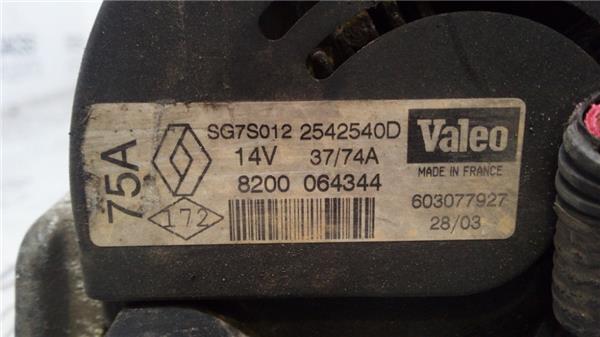 75A
SG7S012 2542540D
14V 37/74A
8200 064344
172
Valeo
MADE IN FRANCE
603077927
28/03